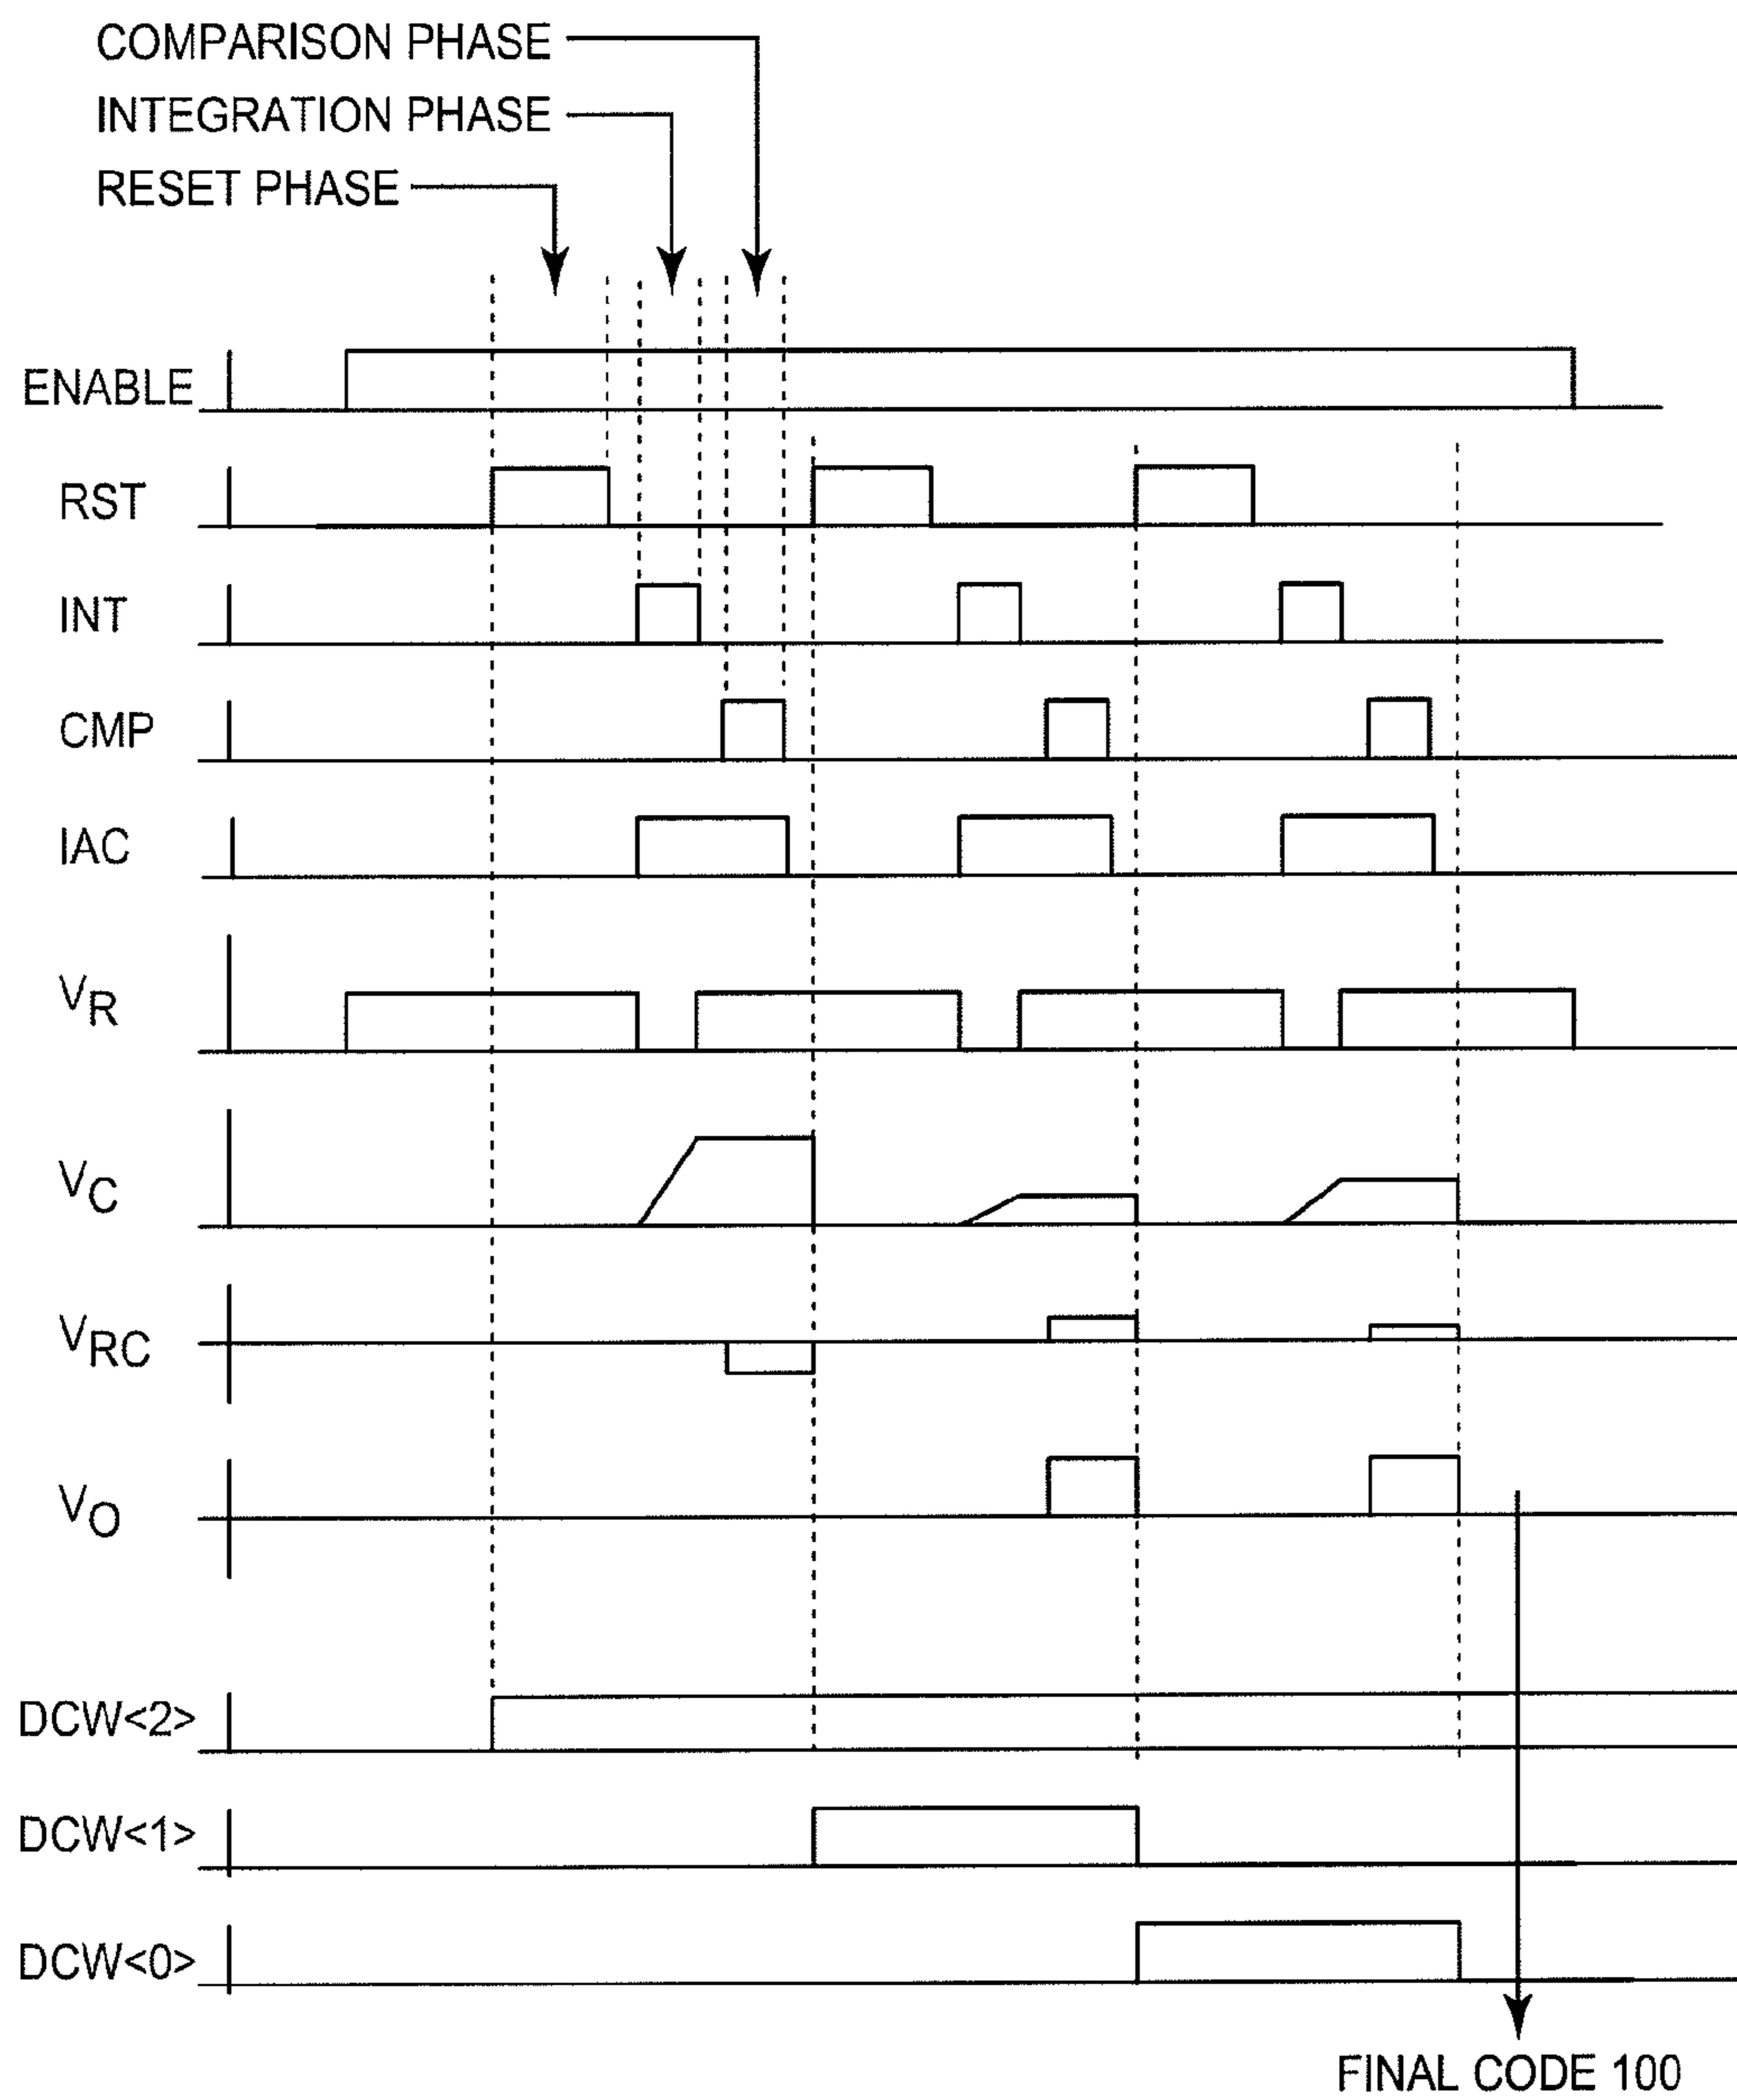 COMPARISON PHASE
INTEGRATION PHASE
RESET PHASE
ENABLE
RST
INT
CMP
IAC
VR
VC
VRC
VO
DCW<2>
DCW<1>
DCW<0>
FINAL CODE 100